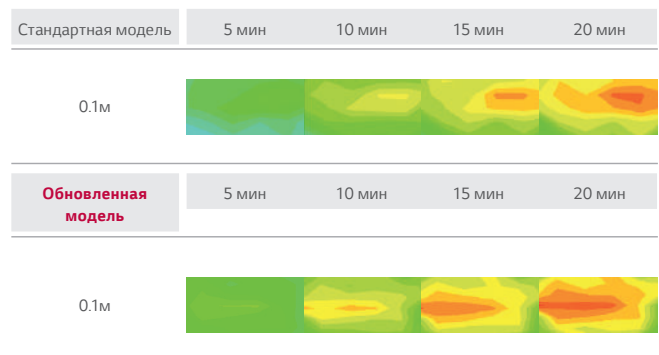 Стандартная модель 5 мин 10 мин 15 мин 20 мин
0.1м
Обновленная
модель
5 мин 10 мин 15 мин 20 мин
0.1м